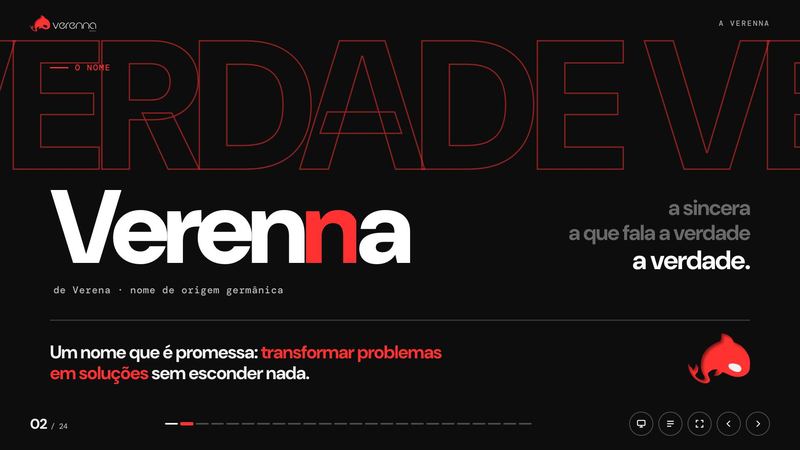 verenna
A VERENNA
VERDADE VE
O NOME
Verenna
a sincera
a que fala a verdade
a verdade.
de Verena · nome de origem germânica
Um nome que é promessa: transformar problemas
em soluções sem esconder nada.
02 / 24